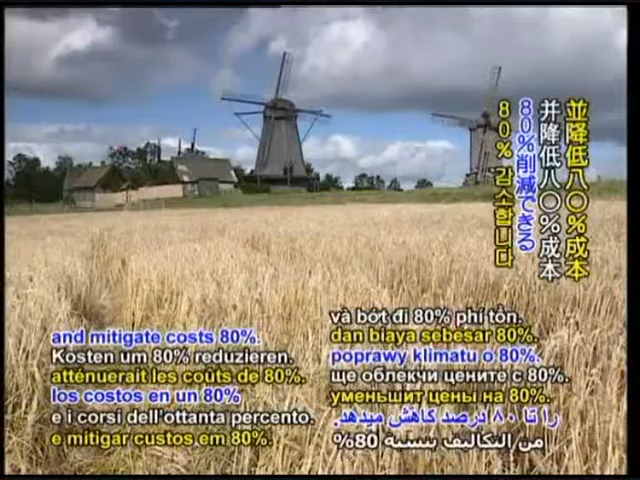 並降低八〇%成本
并降低八〇%成本
80%削減できる
80% 감소합니다
and mitigate costs 80%.
Kosten um 80% reduzieren.
atténuerait les coûts de 80%.
los costos en un 80%
e i corsi dell'ottanta percento.
e mitigar custos em 80%.
và bớt đi 80% phí tổn.
dan biaya sebesar 80%.
poprawy klimatu o 80%.
ще облекчи цените с 80%.
уменьшит цены на 80%.
را تا ۸۰ درصد کاهش میدهد.
من التكاليف بنسبة 80%